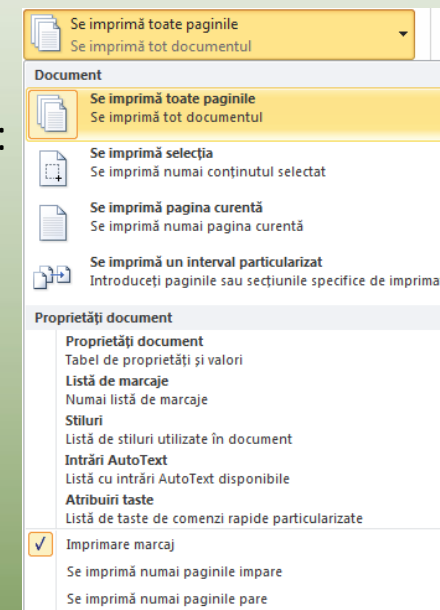 Se imprimă toate paginile
Se imprimă tot documentul
Document
:
Se imprimă toate paginile
Se imprimă tot documentul
Se imprimă selecția
Se imprimă numai conținutul selectat
Se imprimă pagina curentă
Se imprimă numai pagina curentă
Se imprimă un interval particularizat
Introduceți paginile sau secțiunile specifice de imprima
Proprietăți document
Proprietăți document
Tabel de proprietăți și valori
Listă de marcaje
Numai listă de marcaje
Stiluri
Listă de stiluri utilizate în document
Intrări AutoText
Listă cu intrări AutoText disponibile
Atribuiri taste
Listă de taste de comenzi rapide particularizate
Imprimare marcaj
Se imprimă numai paginile impare
Se imprimă numai paginile pare